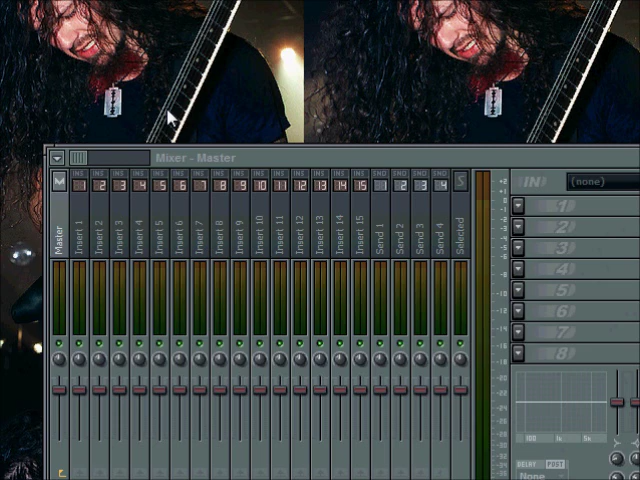 Mixer - Master
INS INS INS INS INS INS INS INS INS INS INS INS INS INS INS SND SND SND SND
M 1 2 3 4 5 6 7 8 9 10 11 12 13 14 15 1 2 3 4 S
Master Insert 1 Insert 2 Insert 3 Insert 4 Insert 5 Insert 6 Insert 7 Insert 8 Insert 9 Insert 10 Insert 11 Insert 12 Insert 13 Insert 14 Insert 15 Send 1 Send 2 Send 3 Send 4 Selected
IN (none)
1
2
3
4
5
6
7
8
100 1k 5k
DELAY POST
None